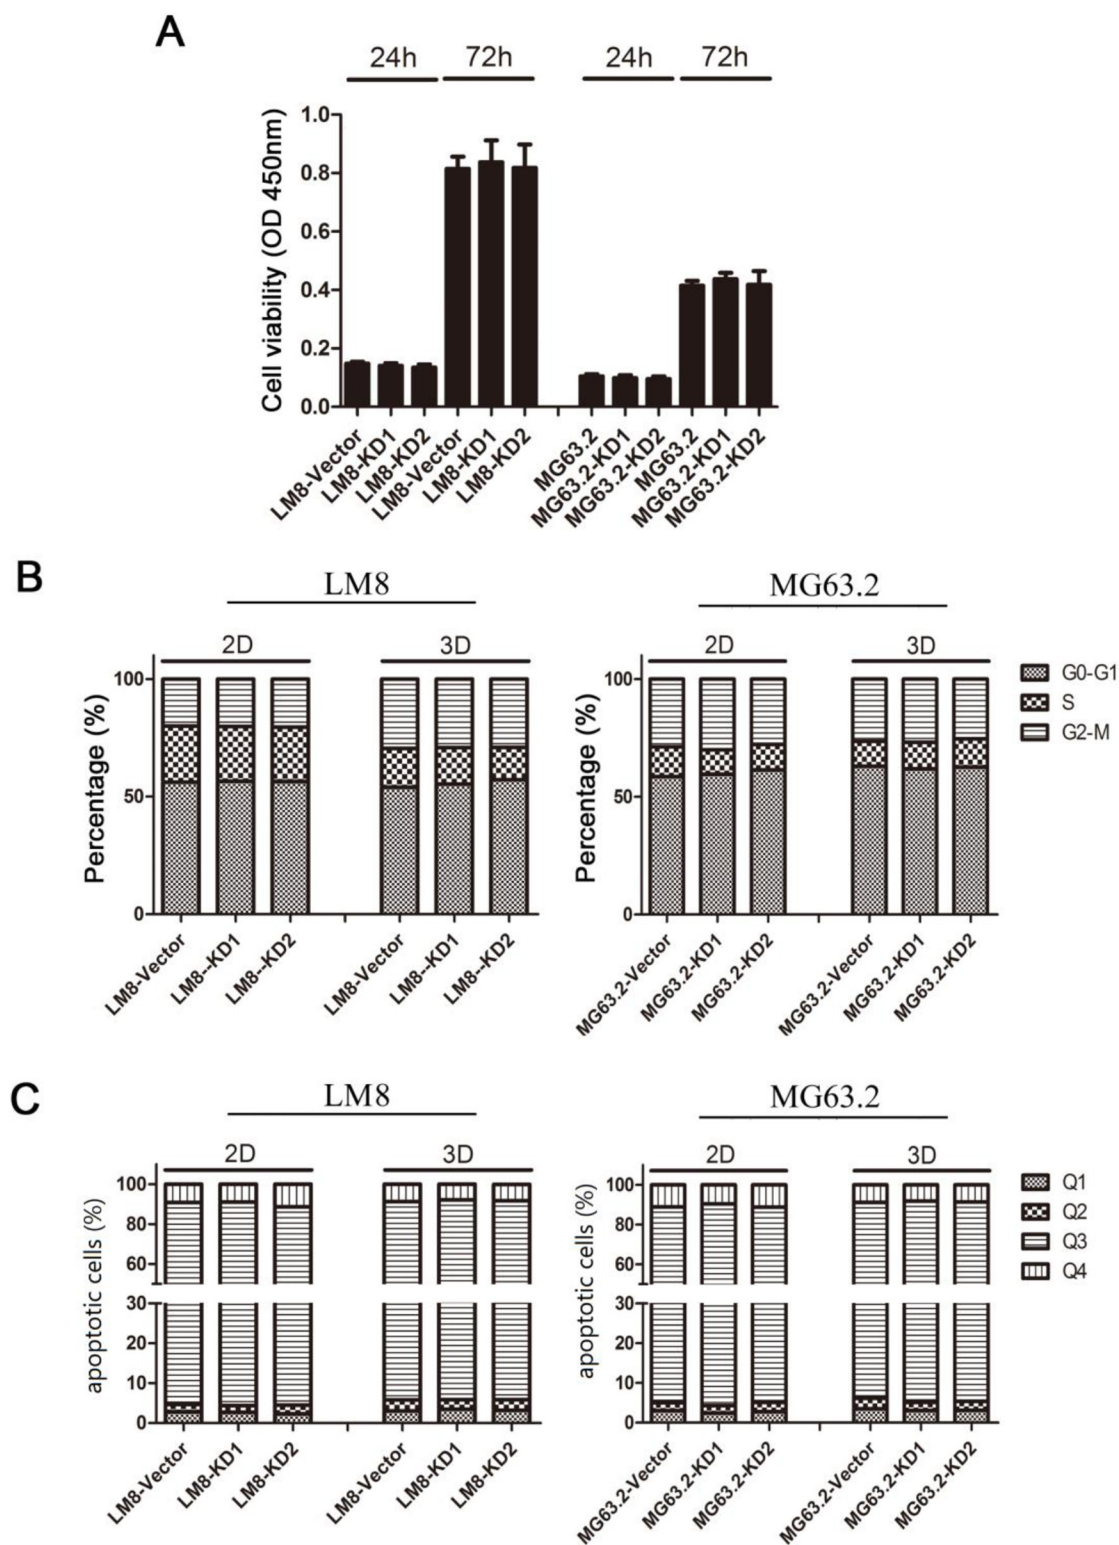 A
24h 72h 24h 72h
Cell viability (OD 450nm)
1.0
0.8
0.6
0.4
0.2
0.0
LM8-Vector
LM8-KD1
LM8-KD2
LM8-Vector
LM8-KD1
LM8-KD2
MG63.2
MG63.2-KD1
MG63.2-KD2
MG63.2
MG63.2-KD1
MG63.2-KD2
B
LM8
2D 3D
Percentage (%)
100
50
0
LM8-Vector
LM8--KD1
LM8--KD2
LM8-Vector
LM8--KD1
LM8--KD2
MG63.2
2D 3D
Percentage (%)
100
50
0
MG63.2-Vector
MG63.2-KD1
MG63.2-KD2
MG63.2-Vector
MG63.2-KD1
MG63.2-KD2
G0-G1
S
G2-M
C
LM8
2D 3D
apoptotic cells (%)
100
80
60
30
20
10
0
LM8-Vector
LM8-KD1
LM8-KD2
LM8-Vector
LM8-KD1
LM8-KD2
MG63.2
2D 3D
apoptotic cells (%)
100
80
60
30
20
10
0
MG63.2-Vector
MG63.2-KD1
MG63.2-KD2
MG63.2-Vector
MG63.2-KD1
MG63.2-KD2
Q1
Q2
Q3
Q4